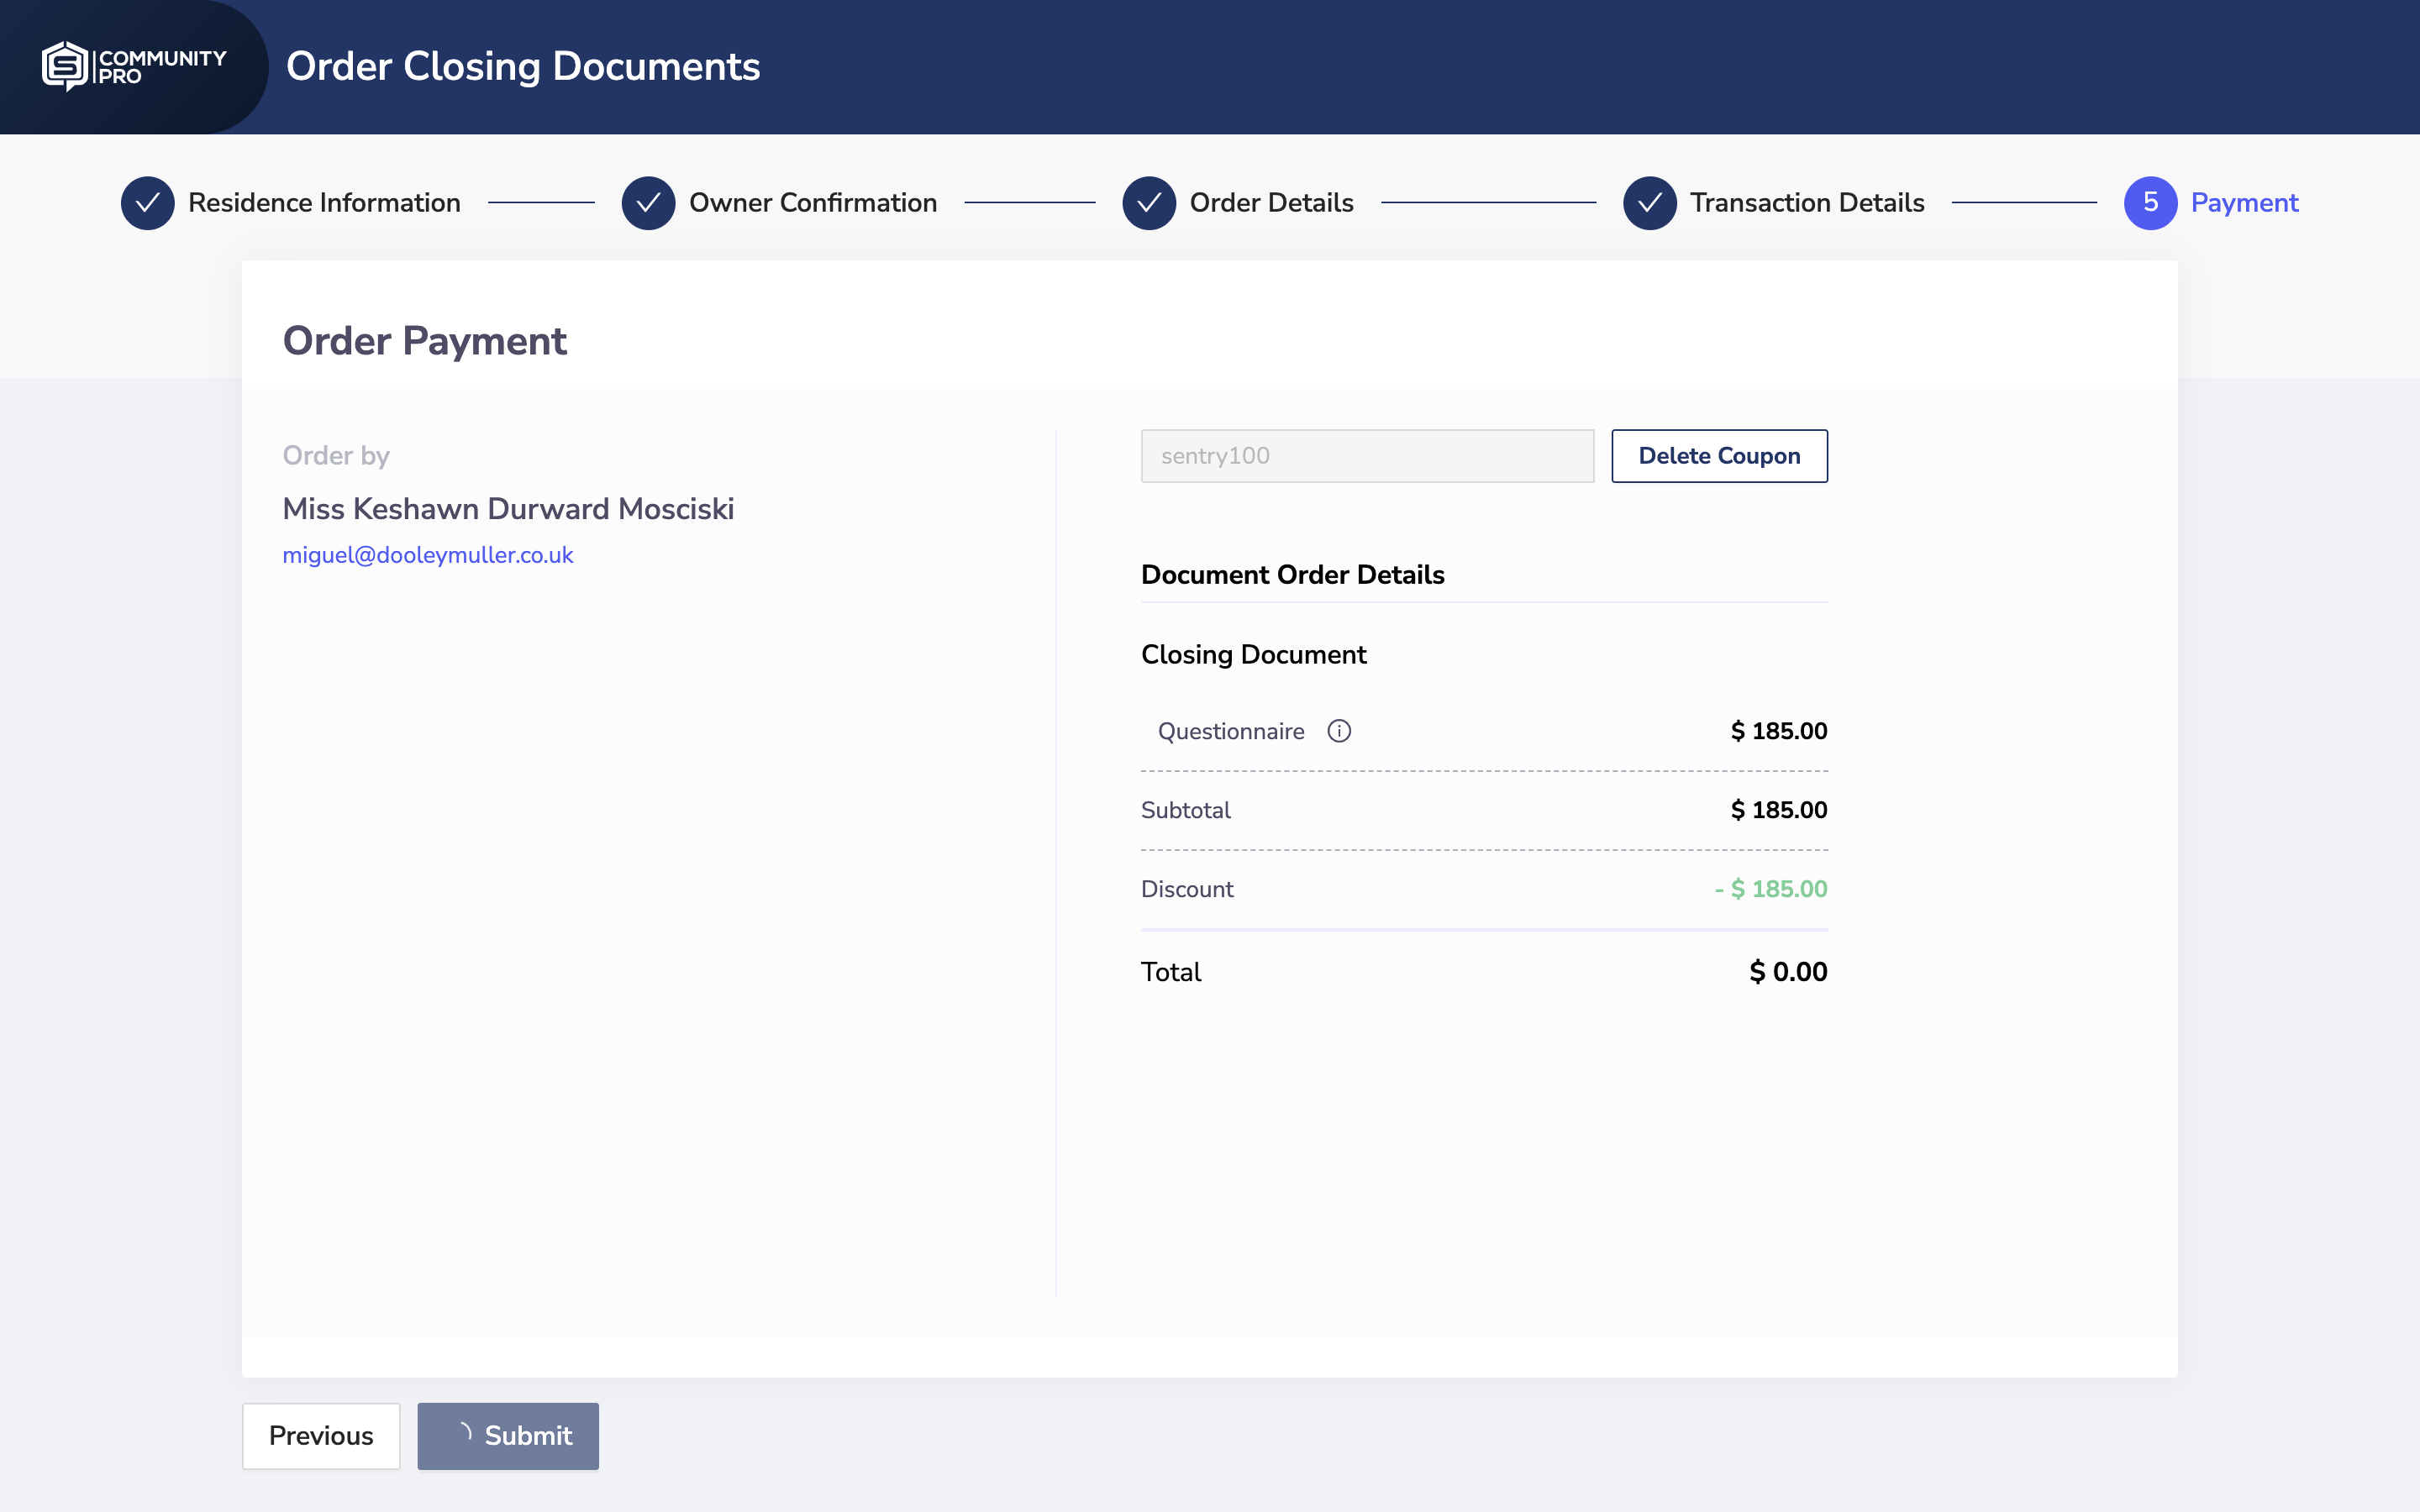 COMMUNITY
PRO
Order Closing Documents
Residence Information
Owner Confirmation
Order Details
Transaction Details
5 Payment
Order Payment
Order by
Miss Keshawn Durward Mosciski
miguel@dooleymuller.co.uk
sentry100
Delete Coupon
Document Order Details
Closing Document
Questionnaire $ 185.00
Subtotal $ 185.00
Discount - $ 185.00
Total $ 0.00
Previous
Submit